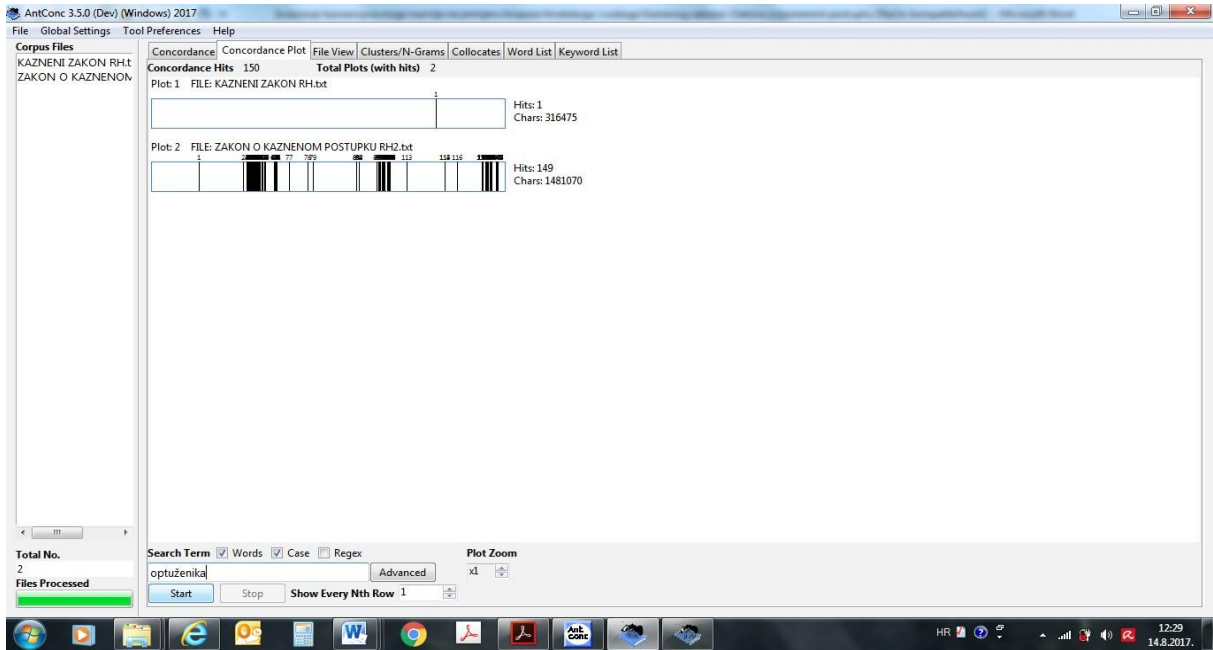 AntConc 3.5.0 (Dev) (Windows) 2017
File Global Settings Tool Preferences Help
Corpus Files
KAZNENI ZAKON RH.t
ZAKON O KAZNENOM
Concordance Concordance Plot File View Clusters/N-Grams Collocates Word List Keyword List
Concordance Hits 150 Total Plots (with hits) 2
Plot: 1 FILE: KAZNENI ZAKON RH.txt
1
Hits: 1
Chars: 316475
Plot: 2 FILE: ZAKON O KAZNENOM POSTUPKU RH2.txt
1 77 113 116
Hits: 149
Chars: 1481070
Total No.
2
Files Processed
Search Term Words Case Regex Plot Zoom
optuženika Advanced x1
Start Stop Show Every Nth Row 1
HR
12:29
14.8.2017.